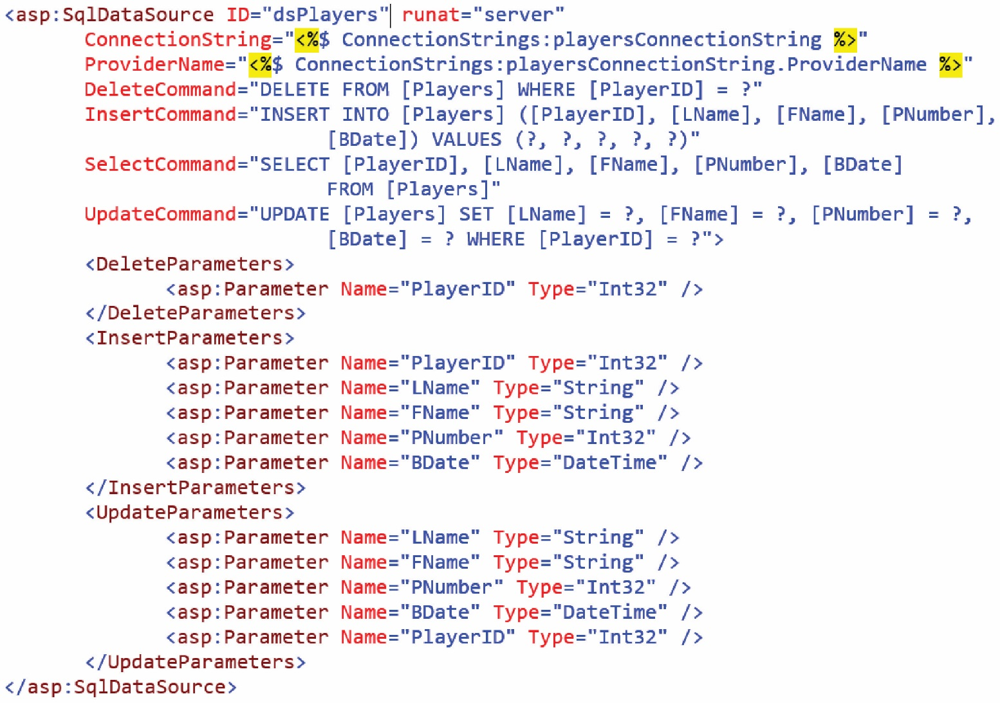 <asp:SqlDataSource ID="dsPlayers" runat="server"
ConnectionString="<%$ ConnectionStrings:playersConnectionString %>"
ProviderName="<%$ ConnectionStrings:playersConnectionString.ProviderName %>"
DeleteCommand="DELETE FROM [Players] WHERE [PlayerID] = ?"
InsertCommand="INSERT INTO [Players] ([PlayerID], [LName], [FName], [PNumber],
[BDate]) VALUES (?, ?, ?, ?, ?)"
SelectCommand="SELECT [PlayerID], [LName], [FName], [PNumber], [BDate]
FROM [Players]"
UpdateCommand="UPDATE [Players] SET [LName] = ?, [FName] = ?, [PNumber] = ?,
[BDate] = ? WHERE [PlayerID] = ?">
<DeleteParameters>
<asp:Parameter Name="PlayerID" Type="Int32" />
</DeleteParameters>
<InsertParameters>
<asp:Parameter Name="PlayerID" Type="Int32" />
<asp:Parameter Name="LName" Type="String" />
<asp:Parameter Name="FName" Type="String" />
<asp:Parameter Name="PNumber" Type="Int32" />
<asp:Parameter Name="BDate" Type="DateTime" />
</InsertParameters>
<UpdateParameters>
<asp:Parameter Name="LName" Type="String" />
<asp:Parameter Name="FName" Type="String" />
<asp:Parameter Name="PNumber" Type="Int32" />
<asp:Parameter Name="BDate" Type="DateTime" />
<asp:Parameter Name="PlayerID" Type="Int32" />
</UpdateParameters>
</asp:SqlDataSource>